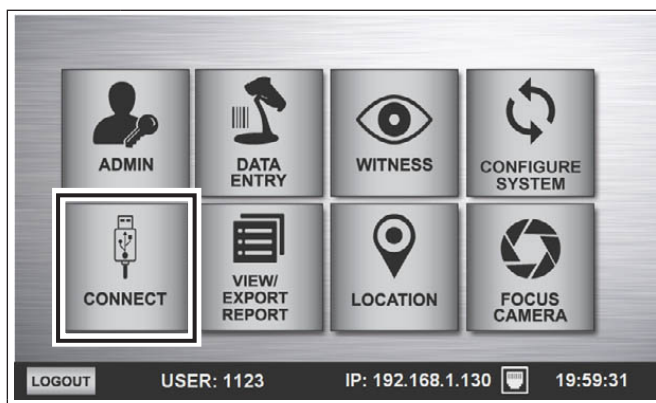 ADMIN
DATA
ENTRY
WITNESS
CONFIGURE
SYSTEM
CONNECT
VIEW/
EXPORT
REPORT
LOCATION
FOCUS
CAMERA
LOGOUT
USER: 1123
IP: 192.168.1.130
19:59:31